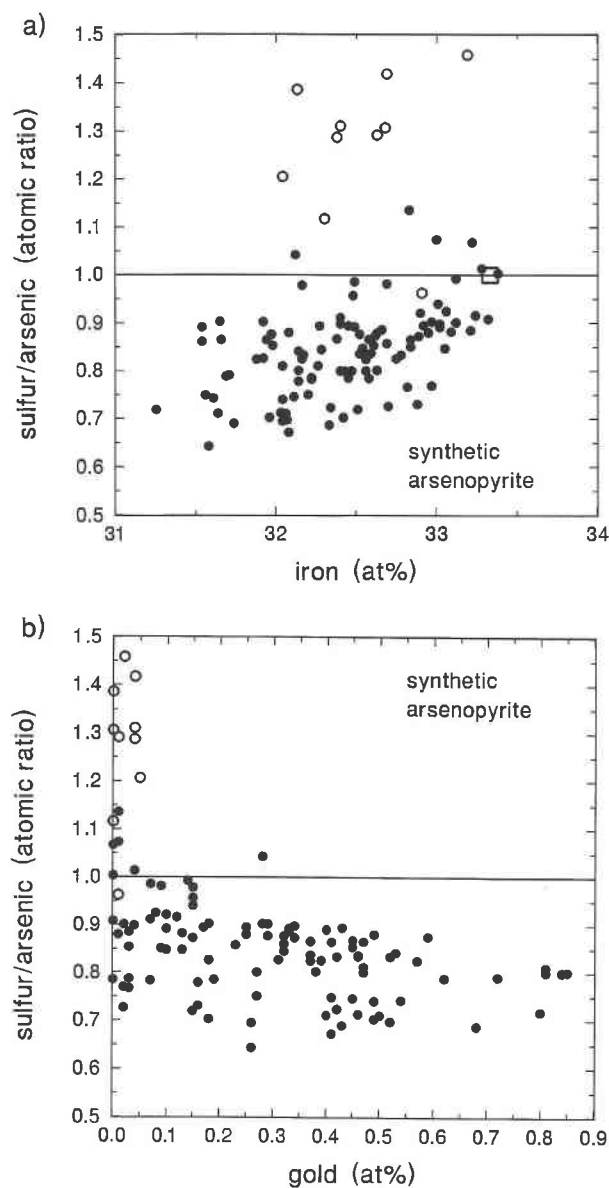 a)
1.5
1.4
1.3
1.2
1.1
1.0
0.9
0.8
0.7
0.6
0.5
sulfur/arsenic (atomic ratio)
synthetic
arsenopyrite
31 32 33 34
iron (at%)
b)
1.5
1.4
1.3
1.2
1.1
1.0
0.9
0.8
0.7
0.6
0.5
sulfur/arsenic (atomic ratio)
synthetic
arsenopyrite
0.0 0.1 0.2 0.3 0.4 0.5 0.6 0.7 0.8 0.9
gold (at%)